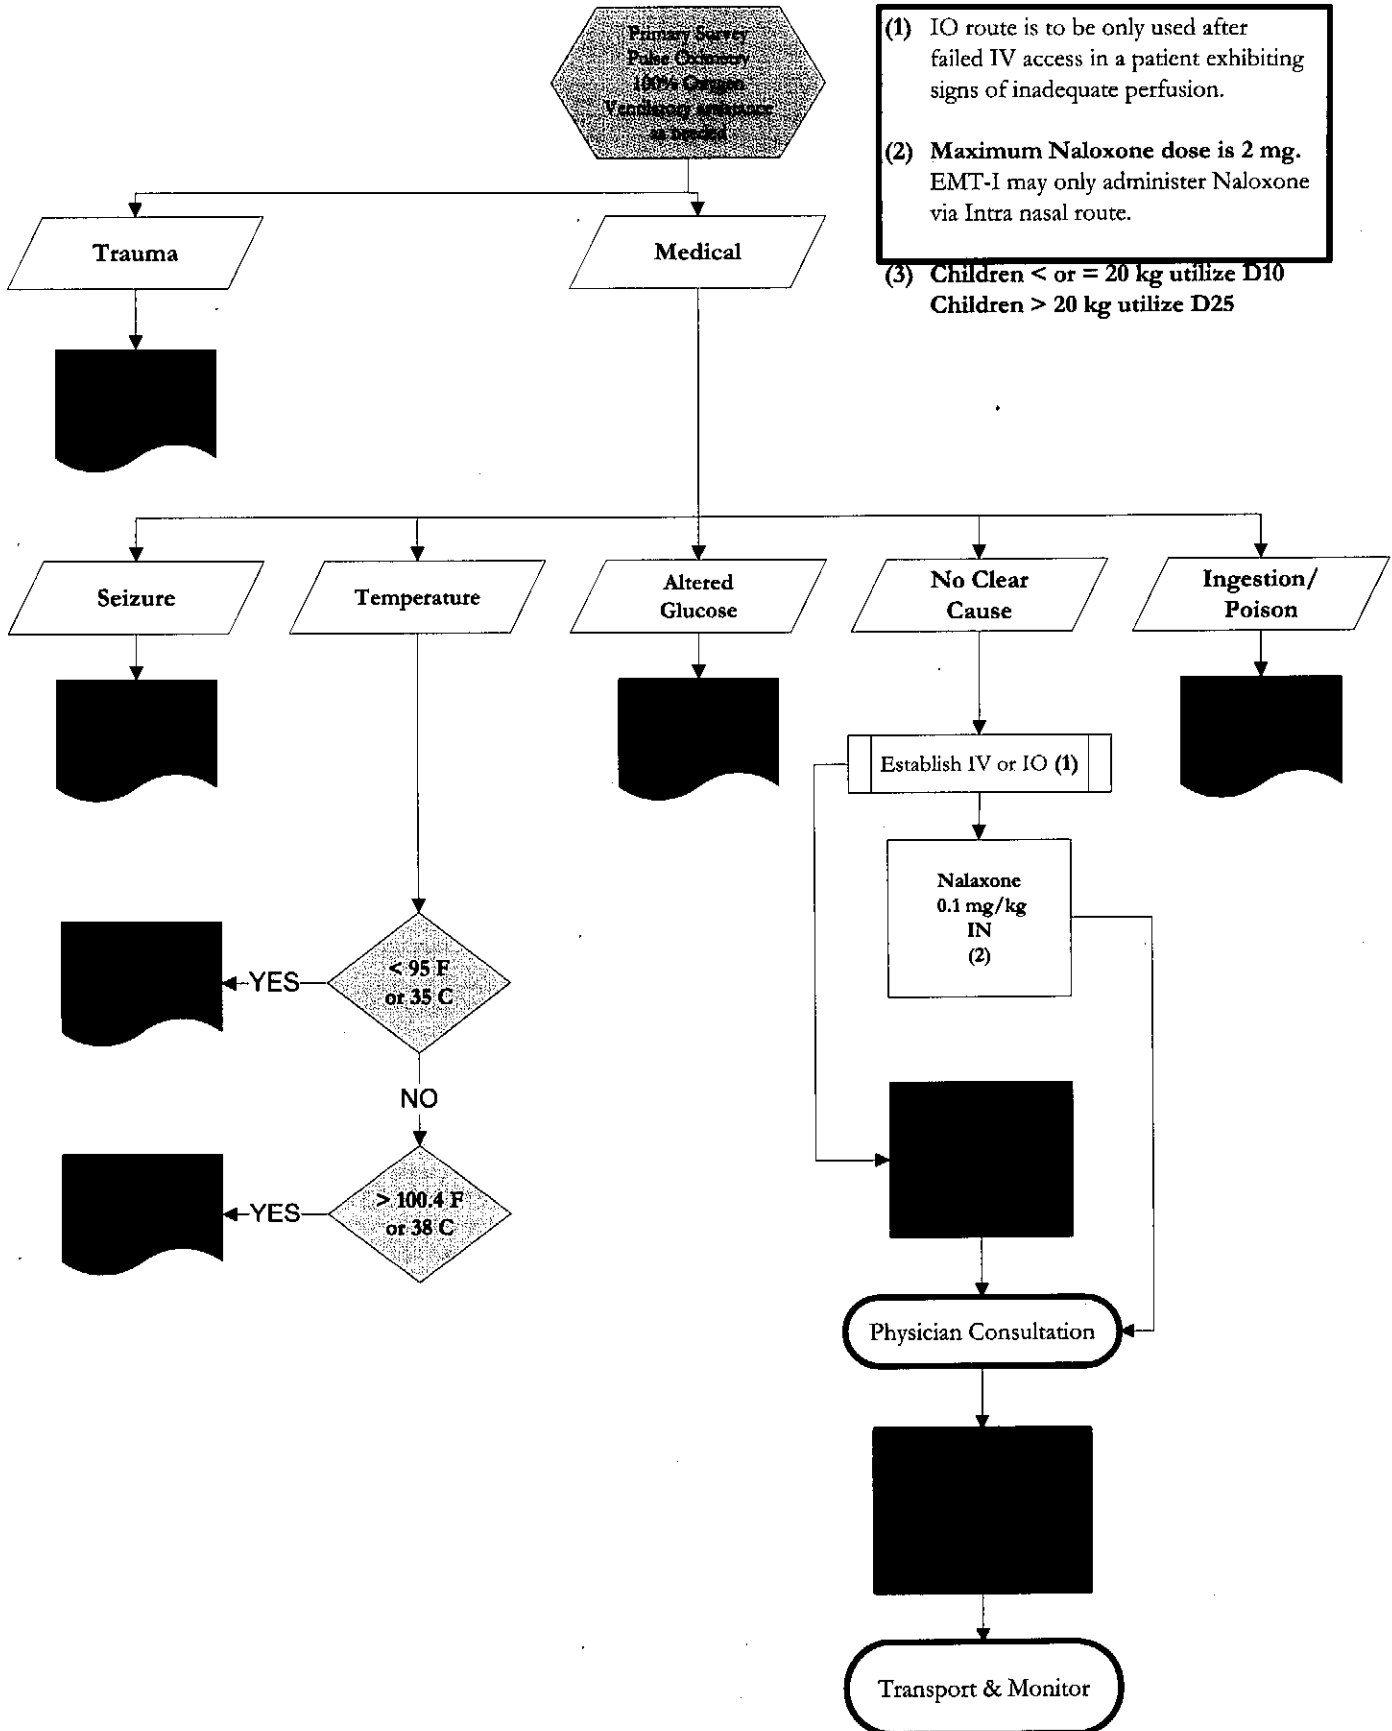 Primary Survey
Pulse Oximetry
100% Oxygen
Ventilatory assistance
as needed
(1) IO route is to be only used after
failed IV access in a patient exhibiting
signs of inadequate perfusion.
(2) Maximum Naloxone dose is 2 mg.
EMT-I may only administer Naloxone
via Intra nasal route.
(3) Children < or = 20 kg utilize D10
Children > 20 kg utilize D25
Trauma
Medical
Seizure
Temperature
Altered
Glucose
No Clear
Cause
Ingestion/
Poison
Establish IV or IO (1)
Nalaxone
0.1 mg/kg
IN
(2)
< 95 F
or 35 C
YES
NO
> 100.4 F
or 38 C
YES
Physician Consultation
Transport & Monitor